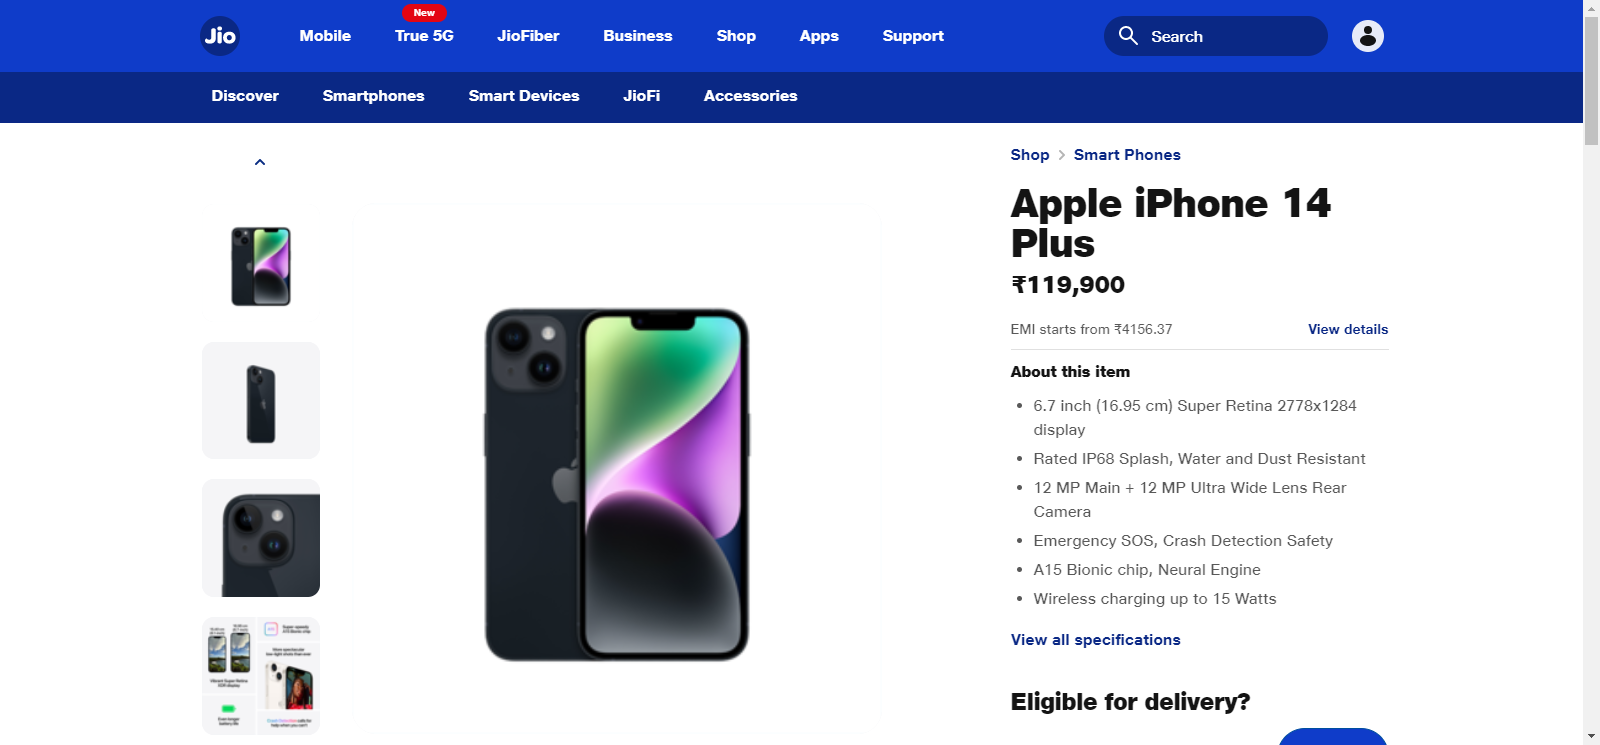 New
Jio
Mobile
True 5G
JioFiber
Business
Shop
Apps
Support
Search
Discover
Smartphones
Smart Devices
JioFi
Accessories
Shop > Smart Phones
Apple iPhone 14
Plus
₹119,900
EMI starts from ₹4156.37
View details
About this item
• 6.7 inch (16.95 cm) Super Retina 2778x1284
display
• Rated IP68 Splash, Water and Dust Resistant
• 12 MP Main + 12 MP Ultra Wide Lens Rear
Camera
• Emergency SOS, Crash Detection Safety
• A15 Bionic chip, Neural Engine
• Wireless charging up to 15 Watts
View all specifications
Eligible for delivery?